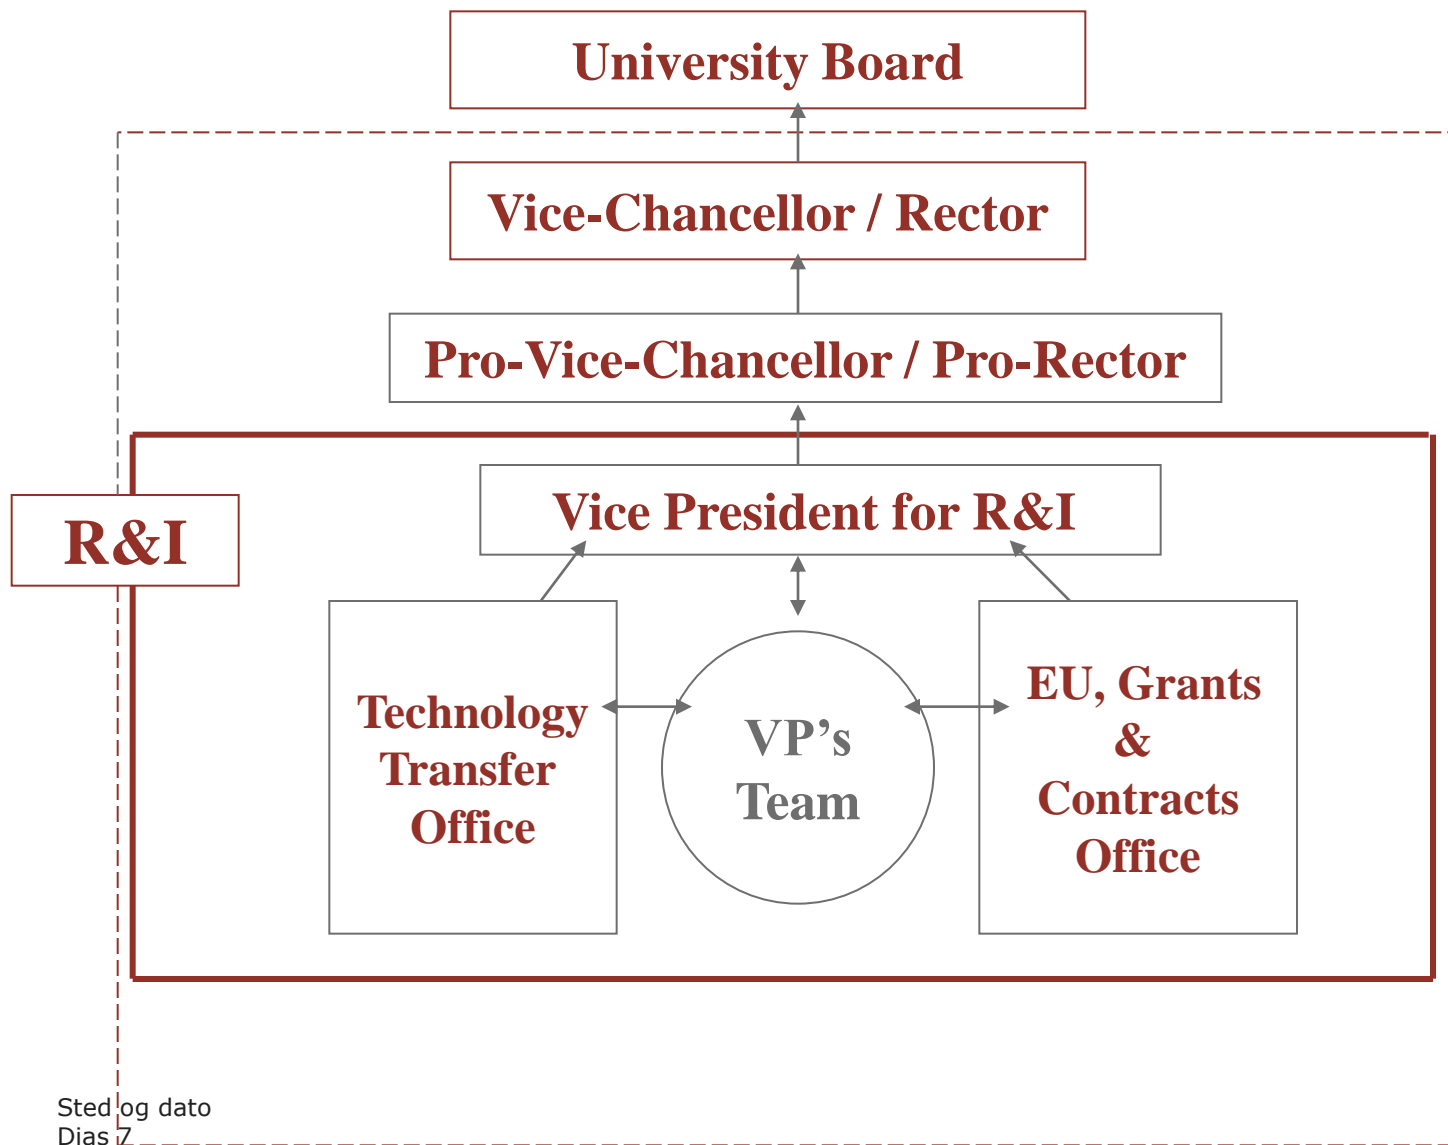 University Board
Vice-Chancellor / Rector
Pro-Vice-Chancellor / Pro-Rector
Vice President for R&I
R&I
Technology
Transfer
Office
VP’s
Team
EU, Grants
&
Contracts
Office
Sted og dato
Dias 7